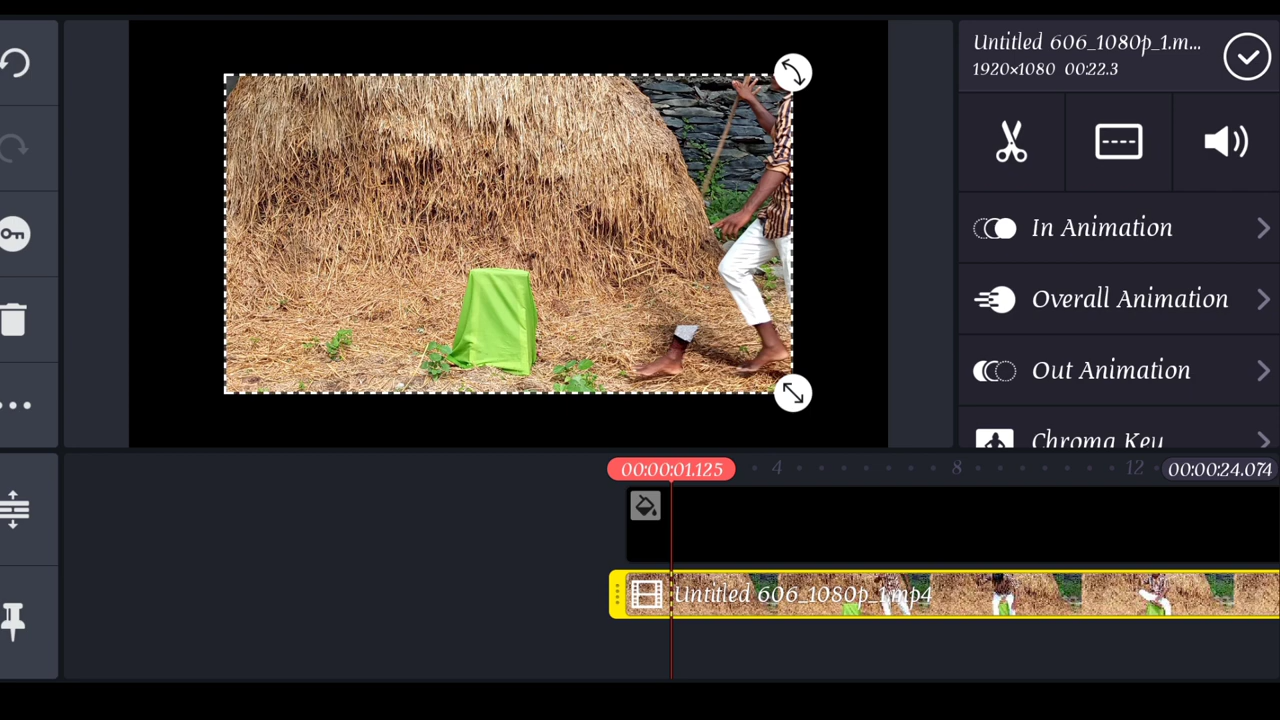 Untitled 606_1080p_1.m...
1920×1080 00:22.3
In Animation
Overall Animation
Out Animation
Chroma Key
00:00:01.125
4
8
12
00:00:24.074
Untitled 606_1080p_1.mp4